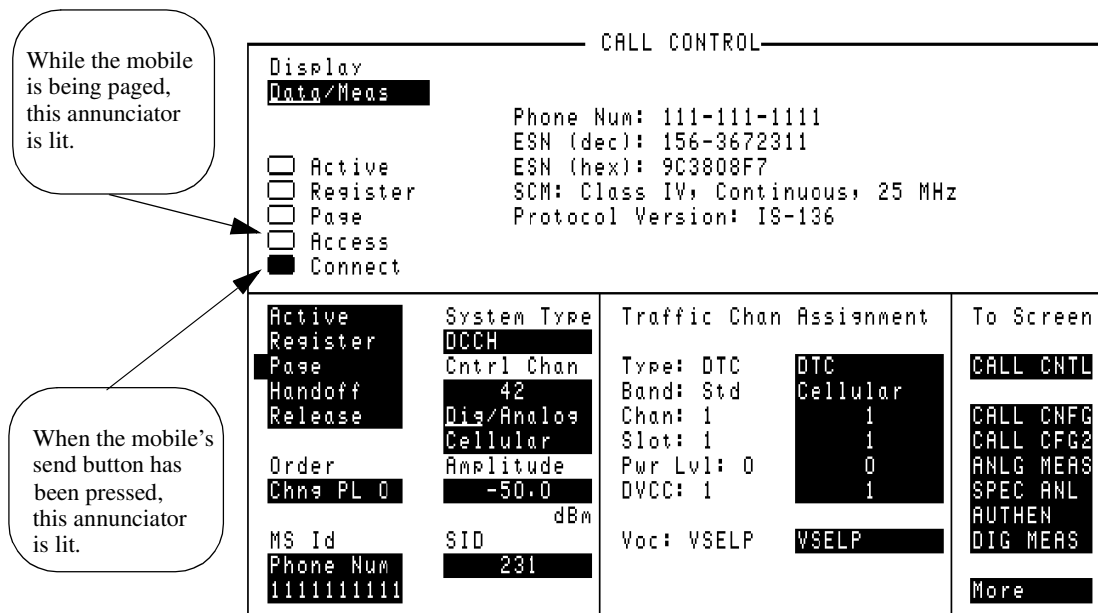 While the mobile
is being paged,
this annunciator
is lit.
When the mobile's
send button has
been pressed,
this annunciator
is lit.
CALL CONTROL
Display
Data/Meas
Phone Num: 111-111-1111
ESN (dec): 156-3672311
ESN (hex): 9C3808F7
SCM: Class IV, Continuous, 25 MHz
Protocol Version: IS-136
Active
Register
Page
Access
Connect
Active
Register
Page
Handoff
Release
Order
Chng PL 0
MS Id
Phone Num
1111111111
System Type
DCCH
Cntrl Chan
42
Dig/Analog
Cellular
Amplitude
-50.0
dBm
SID
231
Traffic Chan Assignment
Type: DTC DTC
Band: Std Cellular
Chan: 1 1
Slot: 1 1
Pwr Lvl: 0 0
DVCC: 1 1
Voc: VSELP VSELP
To Screen
CALL CNTL
CALL CNFG
CALL CFG2
ANLG MEAS
SPEC ANL
AUTHEN
DIG MEAS
More